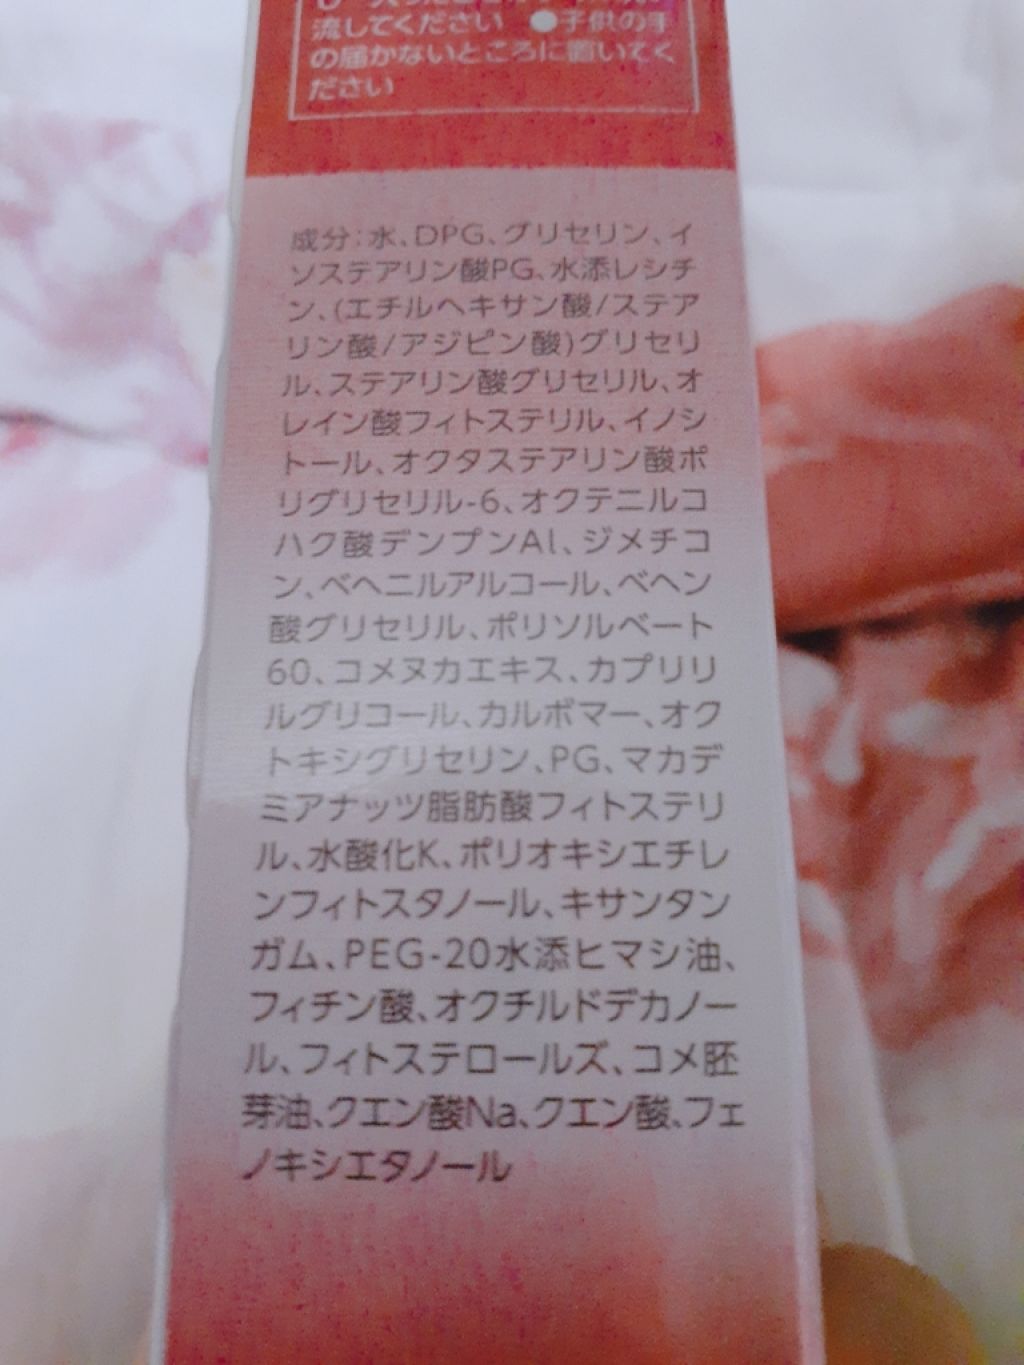 流してください ●子供の手
の届かないところに置いてく
ださい
成分:水、DPG、グリセリン、イ
ソステアリン酸PG、水添レシチ
ン、(エチルヘキサン酸/ステア
リン酸/アジピン酸)グリセリ
ル、ステアリン酸グリセリル、オ
レイン酸フィトステリル、イノシ
トール、オクタステアリン酸ポ
リグリセリル-6、オクテニルコ
ハク酸デンプンAl、ジメチコ
ン、ベヘニルアルコール、ベヘン
酸グリセリル、ポリソルベート
60、コメヌカエキス、カプリリ
ルグリコール、カルボマー、オク
トキシグリセリン、PG、マカデ
ミアナッツ脂肪酸フィトステリ
ル、水酸化K、ポリオキシエチレ
ンフィトスタノール、キサンタン
ガム、PEG-20水添ヒマシ油、
フィチン酸、オクチルドデカノー
ル、フィトステロールズ、コメ胚
芽油、クエン酸Na、クエン酸、フェ
ノキシエタノール